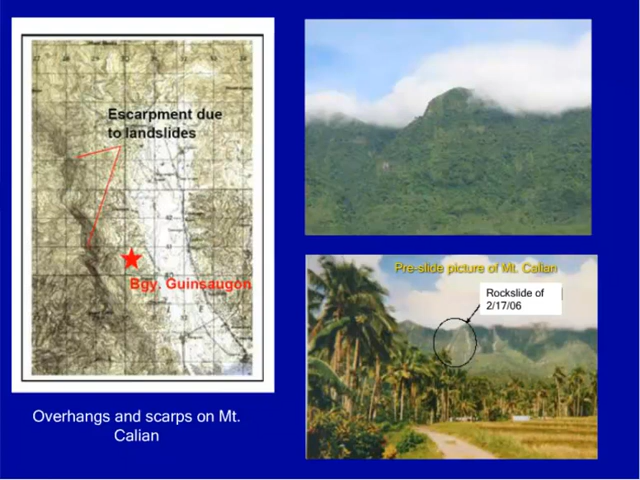 Escarpment due
to landslides
Bgy. Guinsaugon
Overhangs and scarps on Mt.
Calian
Pre-slide picture of Mt. Calian
Rockslide of
2/17/06